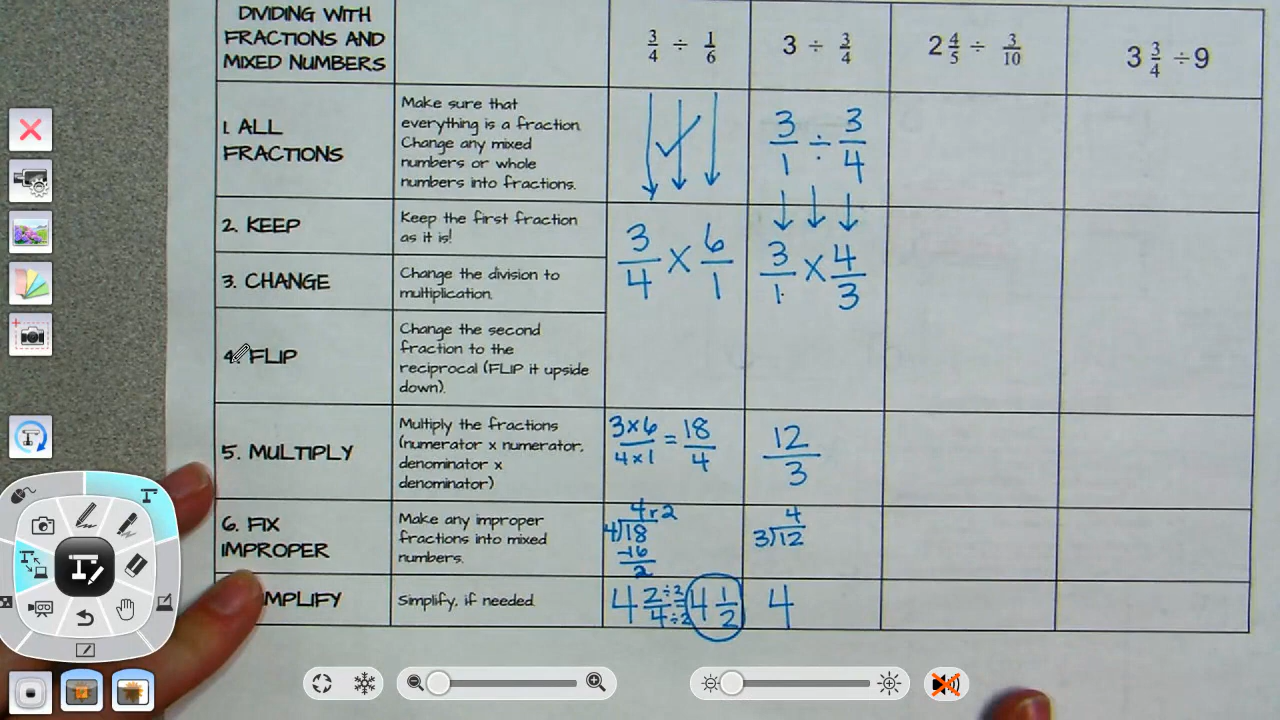 DIVIDING WITH
FRACTIONS AND
MIXED NUMBERS
3/4 ÷ 1/6
3 ÷ 3/4
2 4/5 ÷ 3/10
3 3/4 ÷ 9
1. ALL
FRACTIONS
Make sure that
everything is a fraction.
Change any mixed
numbers or whole
numbers into fractions.
3/1 ÷ 3/4
2. KEEP
Keep the first fraction
as it is!
3/4 x 6/1
3/1 x 4/3
3. CHANGE
Change the division to
multiplication.
4. FLIP
Change the second
fraction to the
reciprocal (FLIP it upside
down).
5. MULTIPLY
Multiply the fractions
(numerator x numerator,
denominator x
denominator)
3x6/4x1 = 18/4
12/3
6. FIX
IMPROPER
Make any improper
fractions into mixed
numbers.
4r2
4)18
-16
2
4
3)12
MPLIFY
Simplify, if needed.
4 2÷2/4÷2 = 4 1/2
4